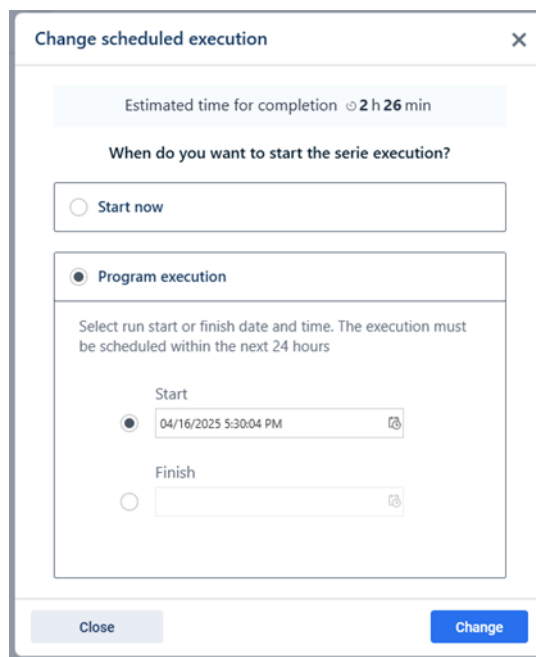 Change scheduled execution
Estimated time for completion 2 h 26 min
When do you want to start the serie execution?
Start now
Program execution
Select run start or finish date and time. The execution must
be scheduled within the next 24 hours
Start
04/16/2025 5:30:04 PM
Finish
Close
Change